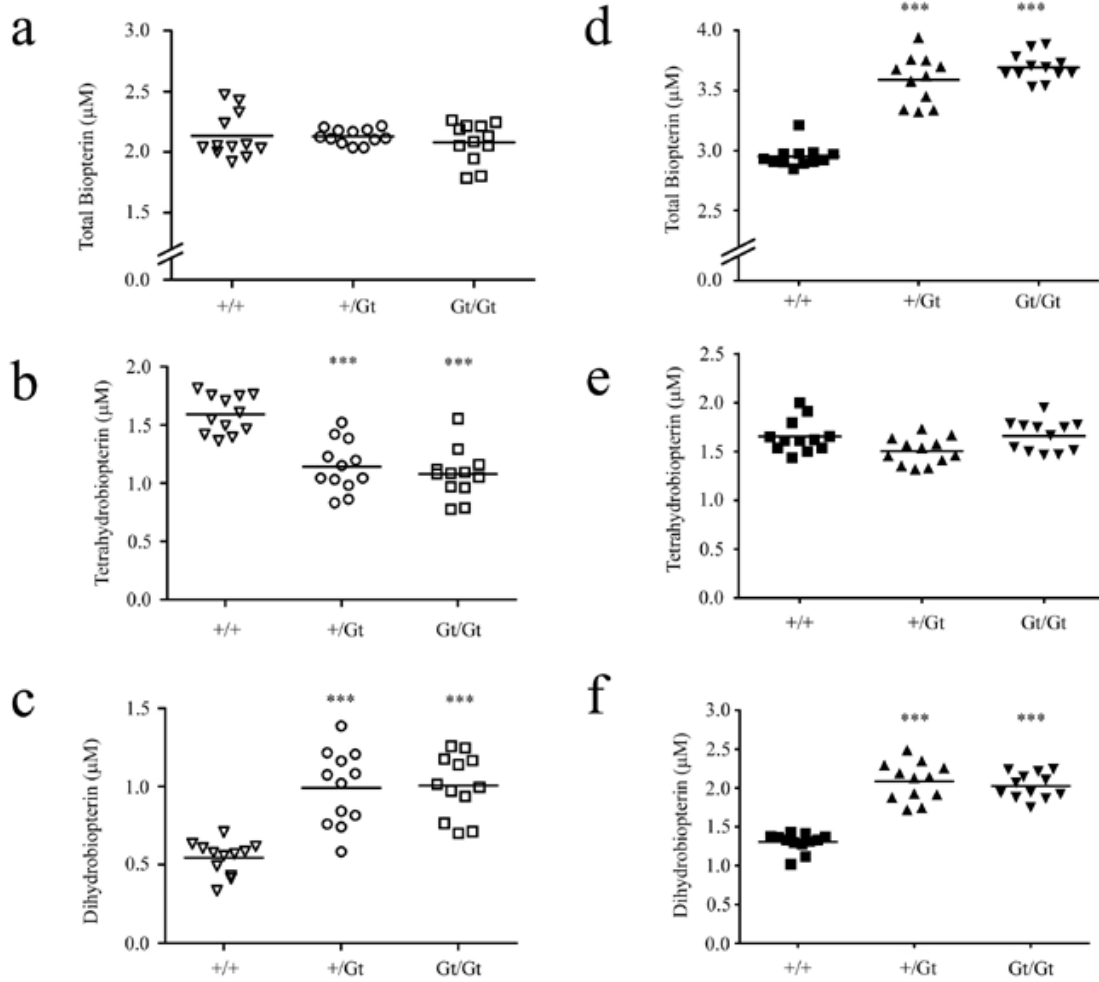 a
Total Biopterin (µM)
3.0
2.5
2.0
1.5
0.0
+/+ +/Gt Gt/Gt
b
Tetrahydrobiopterin (µM)
*** ***
2.0
1.5
1.0
0.5
0.0
+/+ +/Gt Gt/Gt
c
Dihydrobiopterin (µM)
*** ***
1.5
1.0
0.5
0.0
+/+ +/Gt Gt/Gt
d
Total Biopterin (µM)
*** ***
4.0
3.5
3.0
2.5
0.0
+/+ +/Gt Gt/Gt
e
Tetrahydrobiopterin (µM)
2.5
2.0
1.5
1.0
0.5
0.0
+/+ +/Gt Gt/Gt
f
Dihydrobiopterin (µM)
*** ***
3.0
2.5
2.0
1.5
1.0
0.5
0.0
+/+ +/Gt Gt/Gt